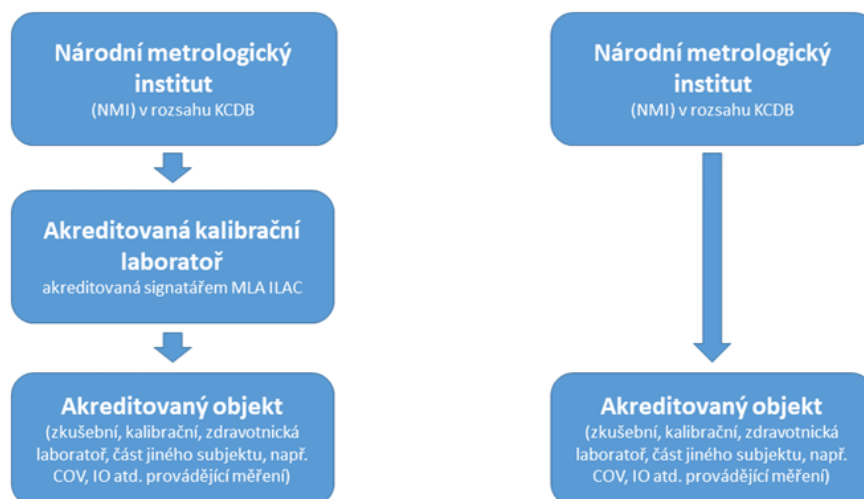 Národní metrologický
institut
(NMI) v rozsahu KCDB
Akreditovaná kalibrační
laboratoř
akreditovaná signatářem MLA ILAC
Akreditovaný objekt
(zkušební, kalibrační, zdravotnická
laboratoř, část jiného subjektu, např.
COV, IO atd. provádějící měření)
Národní metrologický
institut
(NMI) v rozsahu KCDB
Akreditovaný objekt
(zkušební, kalibrační, zdravotnická
laboratoř, část jiného subjektu, např.
COV, IO atd. provádějící měření)